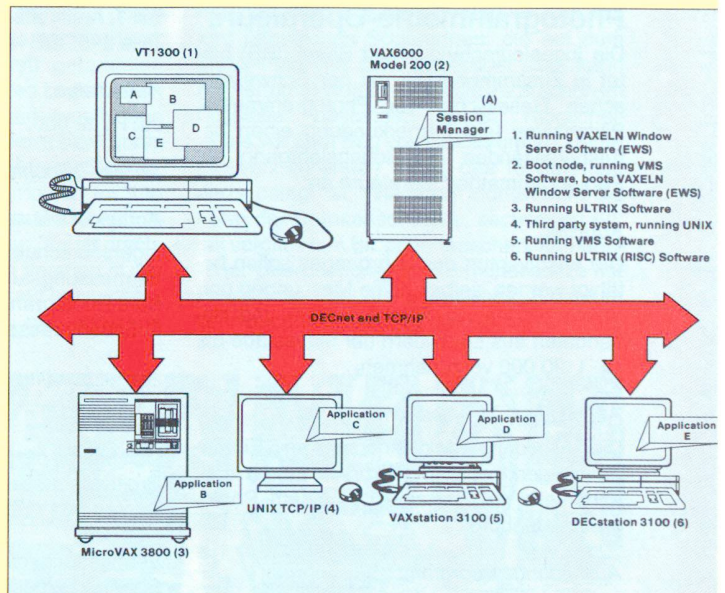 VT1300 (1)
VAX6000
Model 200 (2)
A
B
C
D
E
(A)
Session
Manager
1. Running VAXELN Window
Server Software (EWS)
2. Boot node, running VMS
Software, boots VAXELN
Window Server Software (EWS)
3. Running ULTRIX Software
4. Third party system, running UNIX
5. Running VMS Software
6. Running ULTRIX (RISC) Software
DECnet and TCP/IP
Application
B
MicroVAX 3800 (3)
Application
C
UNIX TCP/IP (4)
Application
D
VAXstation 3100 (5)
Application
E
DECstation 3100 (6)